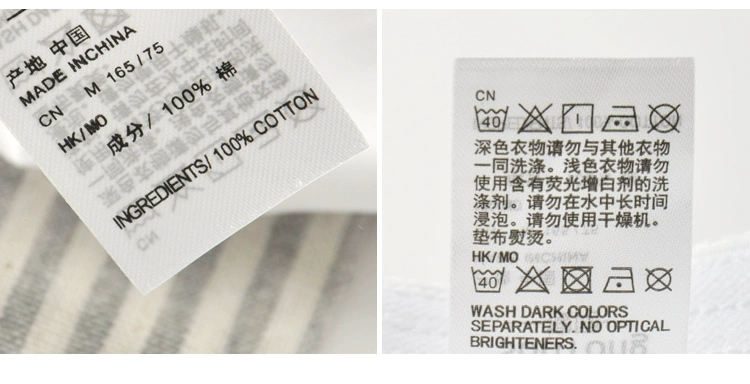 产地 中国
MADE INCHINA
CN M 165/75
HK/MO
成分/ 100% 棉
INGREDIENTS/ 100% COTTON
CN
40
深色衣物请勿与其他衣物
一同洗涤。浅色衣物请勿
使用含有荧光增白剂的洗
涤剂。请勿在水中长时间
浸泡。请勿使用干燥机。
垫布熨烫。
HK/MO
40
WASH DARK COLORS
SEPARATELY. NO OPTICAL
BRIGHTENERS.